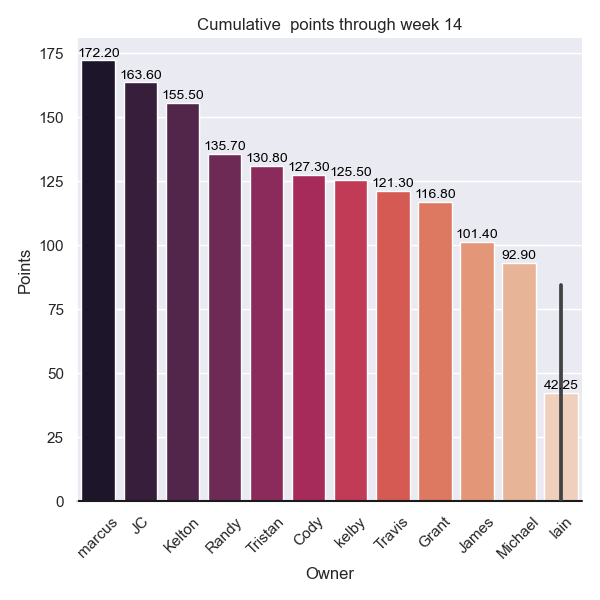 Cumulative  points through week 14
Points
175
150
125
100
75
50
25
0
172.20
163.60
155.50
135.70
130.80
127.30
125.50
121.30
116.80
101.40
92.90
42.25
marcus
JC
Kelton
Randy
Tristan
Cody
kelby
Travis
Grant
James
Michael
Iain
Owner